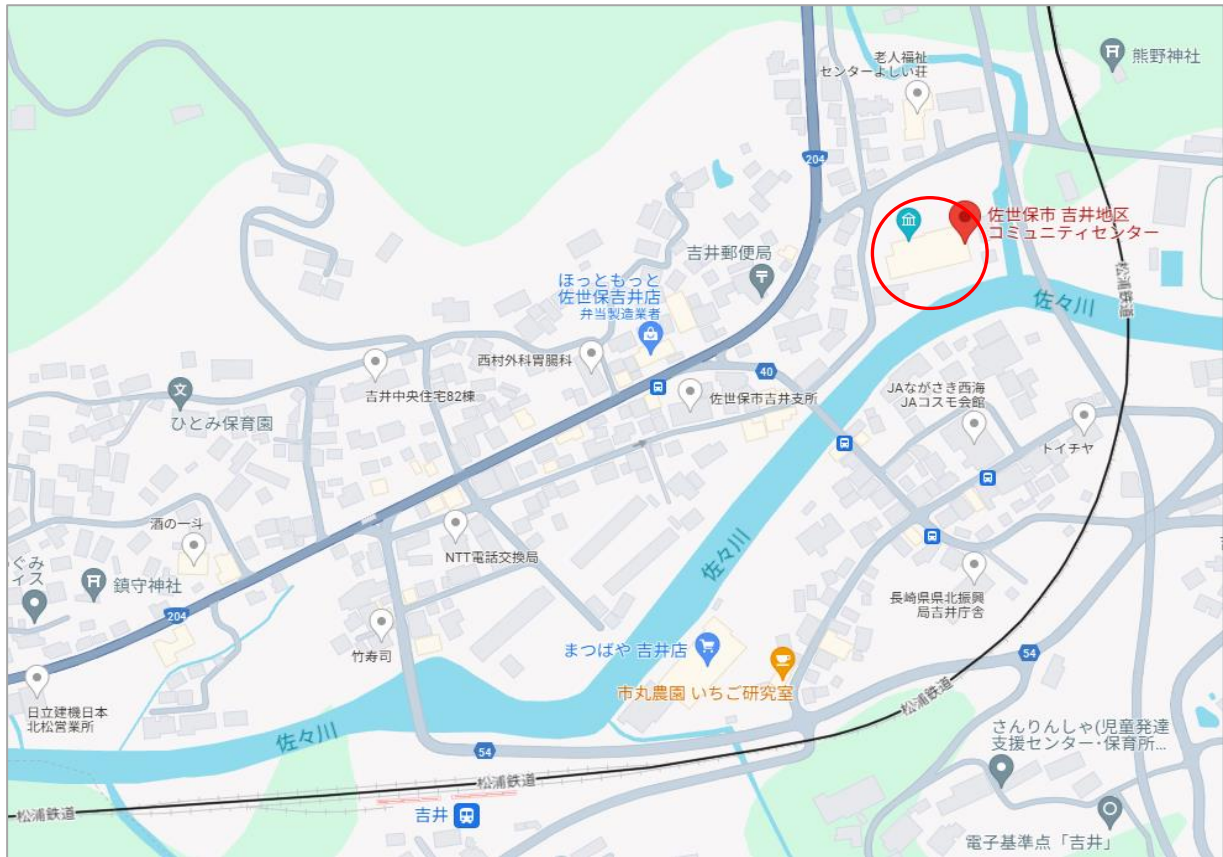 熊野神社
老人福祉
センターよしい荘
204
佐世保市 吉井地区
コミュニティセンター
吉井郵便局
松浦鉄道
ほっともっと
佐世保吉井店
弁当製造業者
佐々川
西村外科胃腸科
40
吉井中央住宅82棟
佐世保市吉井支所
JAながさき西海
JAコスモ会館
ひとみ保育園
トイチヤ
酒の一斗
NTT電話交換局
佐々川
ぐみ
ィス
鎮守神社
長崎県県北振興
局吉井庁舎
204
竹寿司
まつばや 吉井店
54
市丸農園 いちご研究室
松浦鉄道
日立建機日本
北松営業所
佐々川
さんりんしゃ(児童発達
支援センター・保育所...
54
松浦鉄道
松浦鉄道
吉井
電子基準点「吉井」